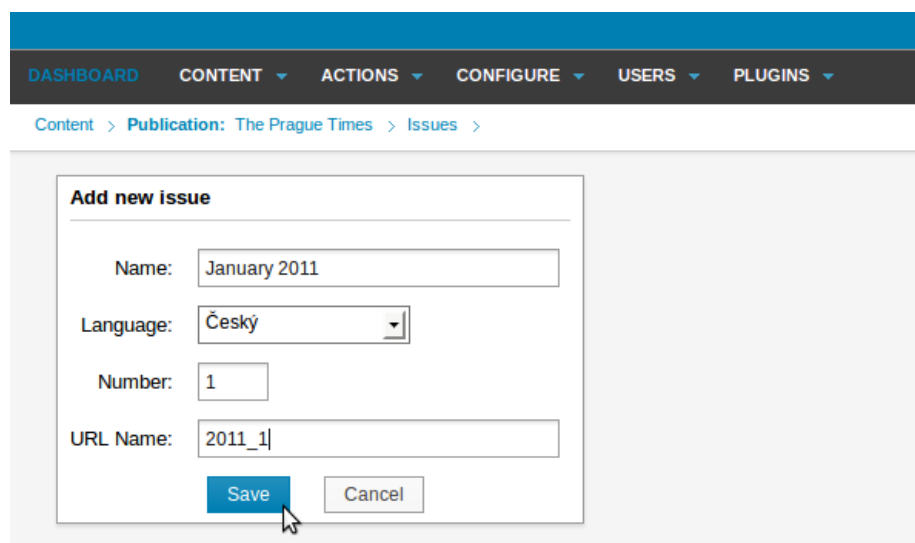 DASHBOARD CONTENT ACTIONS CONFIGURE USERS PLUGINS
Content > Publication: The Prague Times > Issues >
Add new issue
Name: January 2011
Language: Český
Number: 1
URL Name: 2011_1
Save Cancel